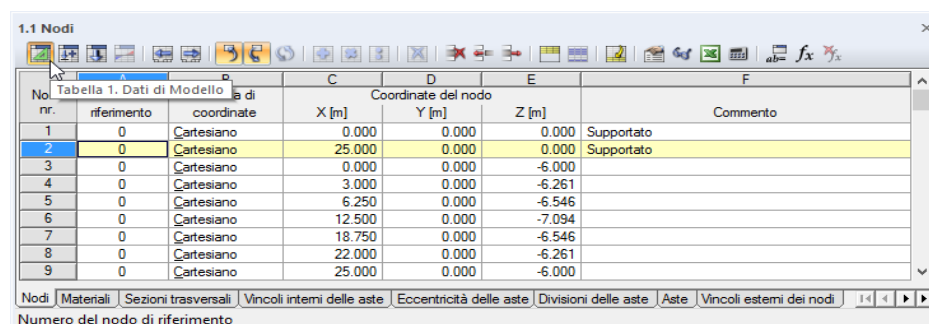 1.1 Nodi
A B C D E F
No Tabella 1. Dati di Modello a di Coordinate del nodo
nr. riferimento coordinate X [m] Y [m] Z [m] Commento
1 0 Cartesiano 0.000 0.000 0.000 Supportato
2 0 Cartesiano 25.000 0.000 0.000 Supportato
3 0 Cartesiano 0.000 0.000 -6.000
4 0 Cartesiano 3.000 0.000 -6.261
5 0 Cartesiano 6.250 0.000 -6.546
6 0 Cartesiano 12.500 0.000 -7.094
7 0 Cartesiano 18.750 0.000 -6.546
8 0 Cartesiano 22.000 0.000 -6.261
9 0 Cartesiano 25.000 0.000 -6.000
Nodi Materiali Sezioni trasversali Vincoli interni delle aste Eccentricità delle aste Divisioni delle aste Aste Vincoli esterni dei nodi
Numero del nodo di riferimento